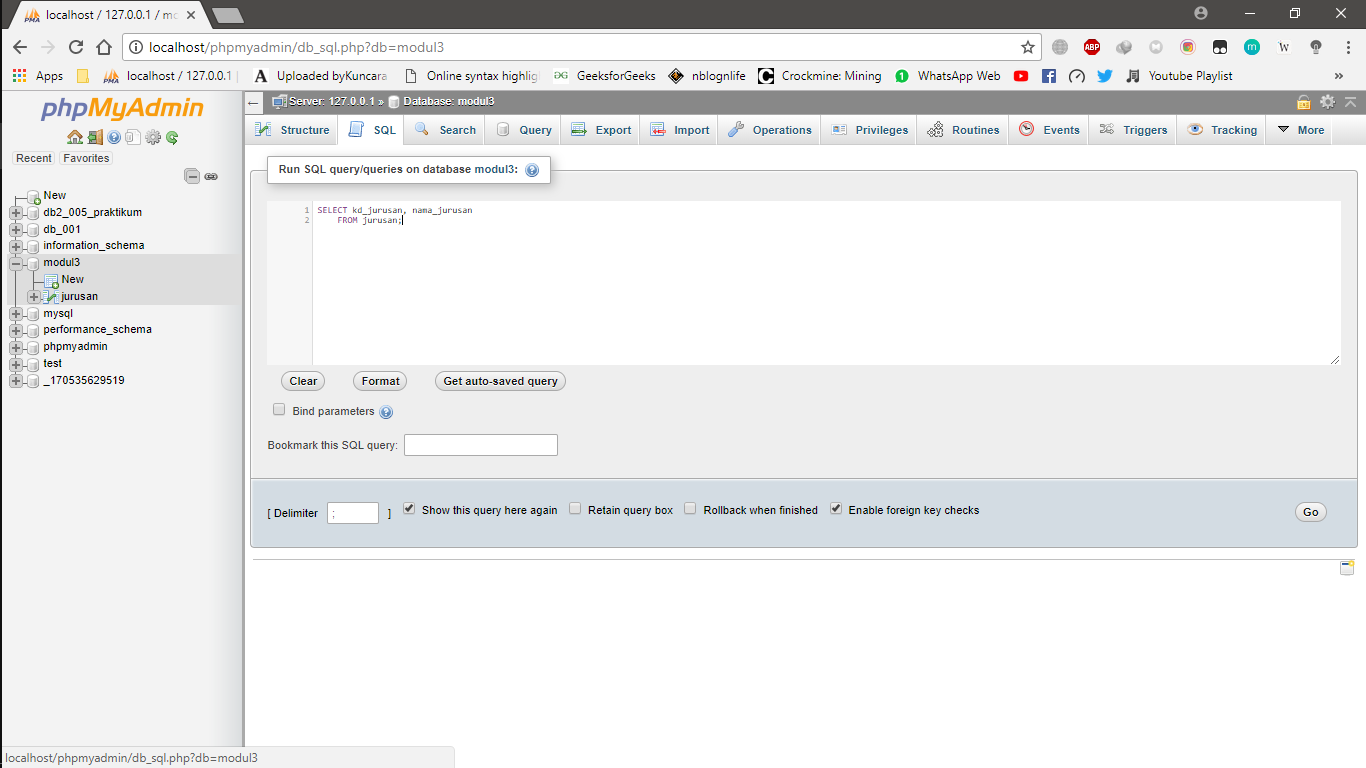 localhost / 127.0.0.1 / mo
localhost/phpmyadmin/db_sql.php?db=modul3
Apps localhost / 127.0.0.1 Uploaded byKuncara Online syntax highlig GeeksforGeeks nblognlife Crockmine: Mining WhatsApp Web Youtube Playlist »
phpMyAdmin
Recent Favorites
New
db2_005_praktikum
db_001
information_schema
modul3
New
jurusan
mysql
performance_schema
phpmyadmin
test
_170535629519
Server: 127.0.0.1 » Database: modul3
Structure SQL Search Query Export Import Operations Privileges Routines Events Triggers Tracking More
Run SQL query/queries on database modul3:
1 SELECT kd_jurusan, nama_jurusan
2 FROM jurusan;
Clear Format Get auto-saved query
Bind parameters
Bookmark this SQL query:
[ Delimiter ; ] Show this query here again Retain query box Rollback when finished Enable foreign key checks Go
localhost/phpmyadmin/db_sql.php?db=modul3